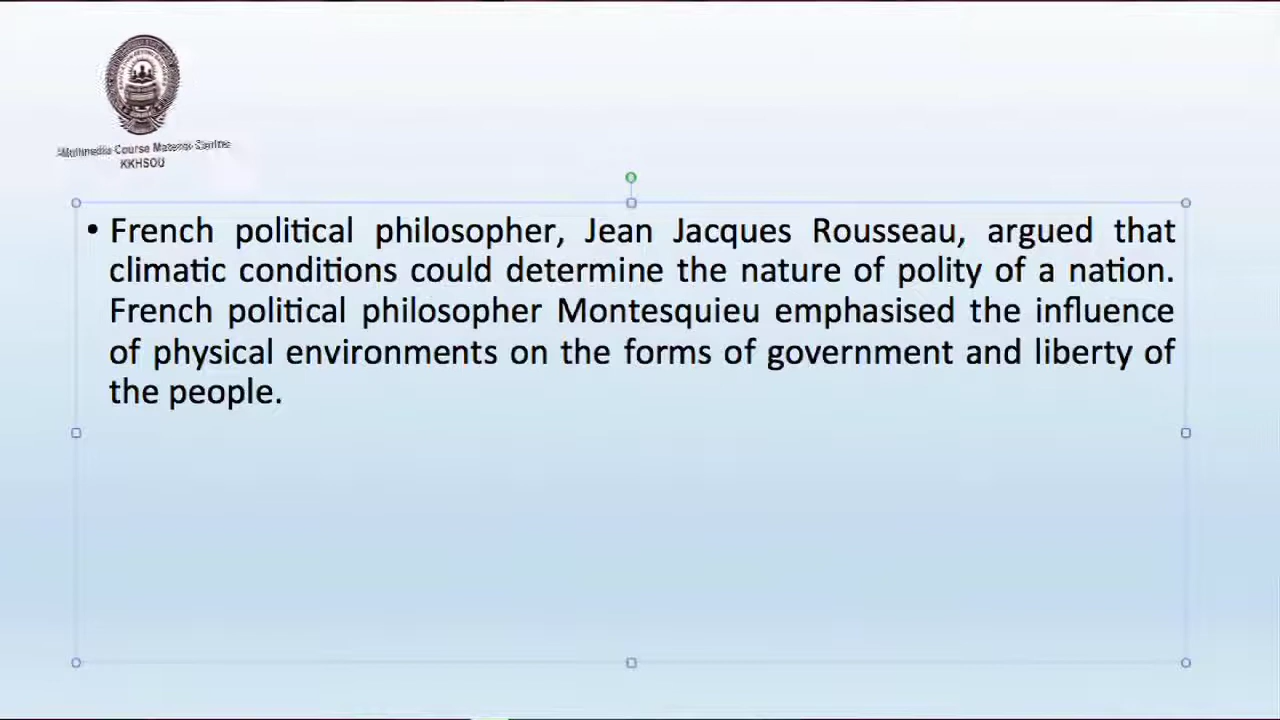 Multimedia Course Material Centre
KKHSOU
• French political philosopher, Jean Jacques Rousseau, argued that
climatic conditions could determine the nature of polity of a nation.
French political philosopher Montesquieu emphasised the influence
of physical environments on the forms of government and liberty of
the people.